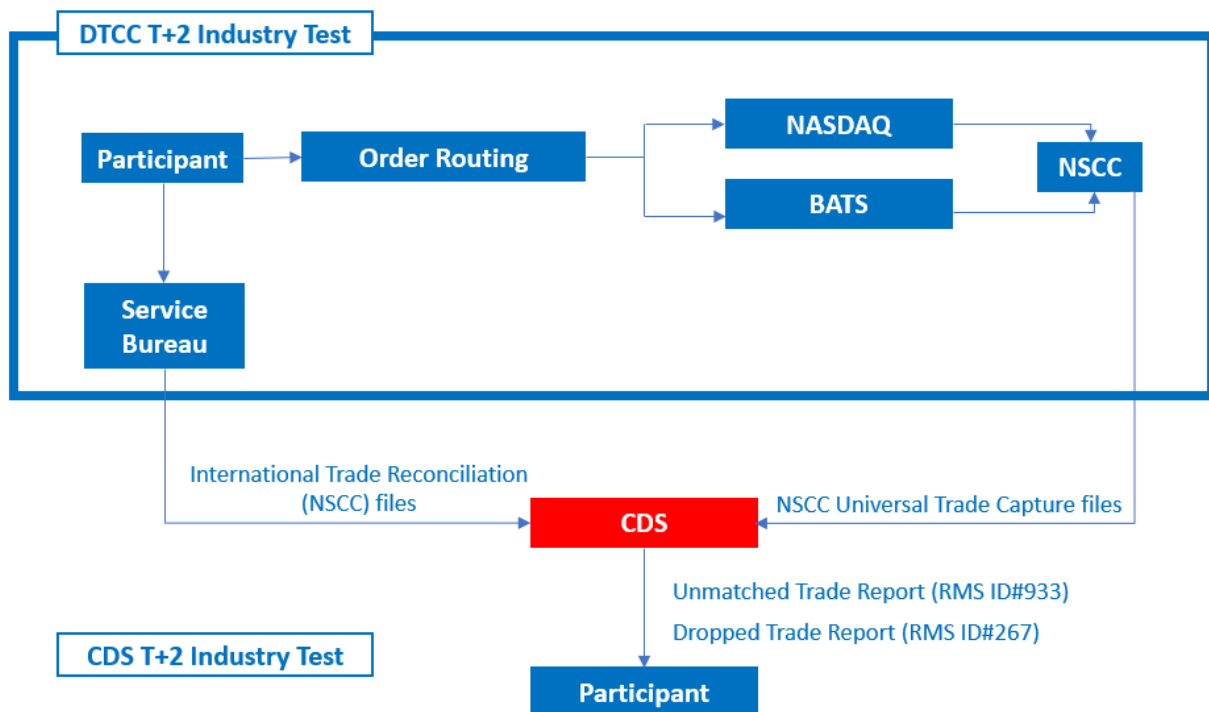 DTCC T+2 Industry Test
Participant
Order Routing
NASDAQ
BATS
NSCC
Service
Bureau
International Trade Reconciliation
(NSCC) files
CDS
NSCC Universal Trade Capture files
Unmatched Trade Report (RMS ID#933)
Dropped Trade Report (RMS ID#267)
CDS T+2 Industry Test
Participant